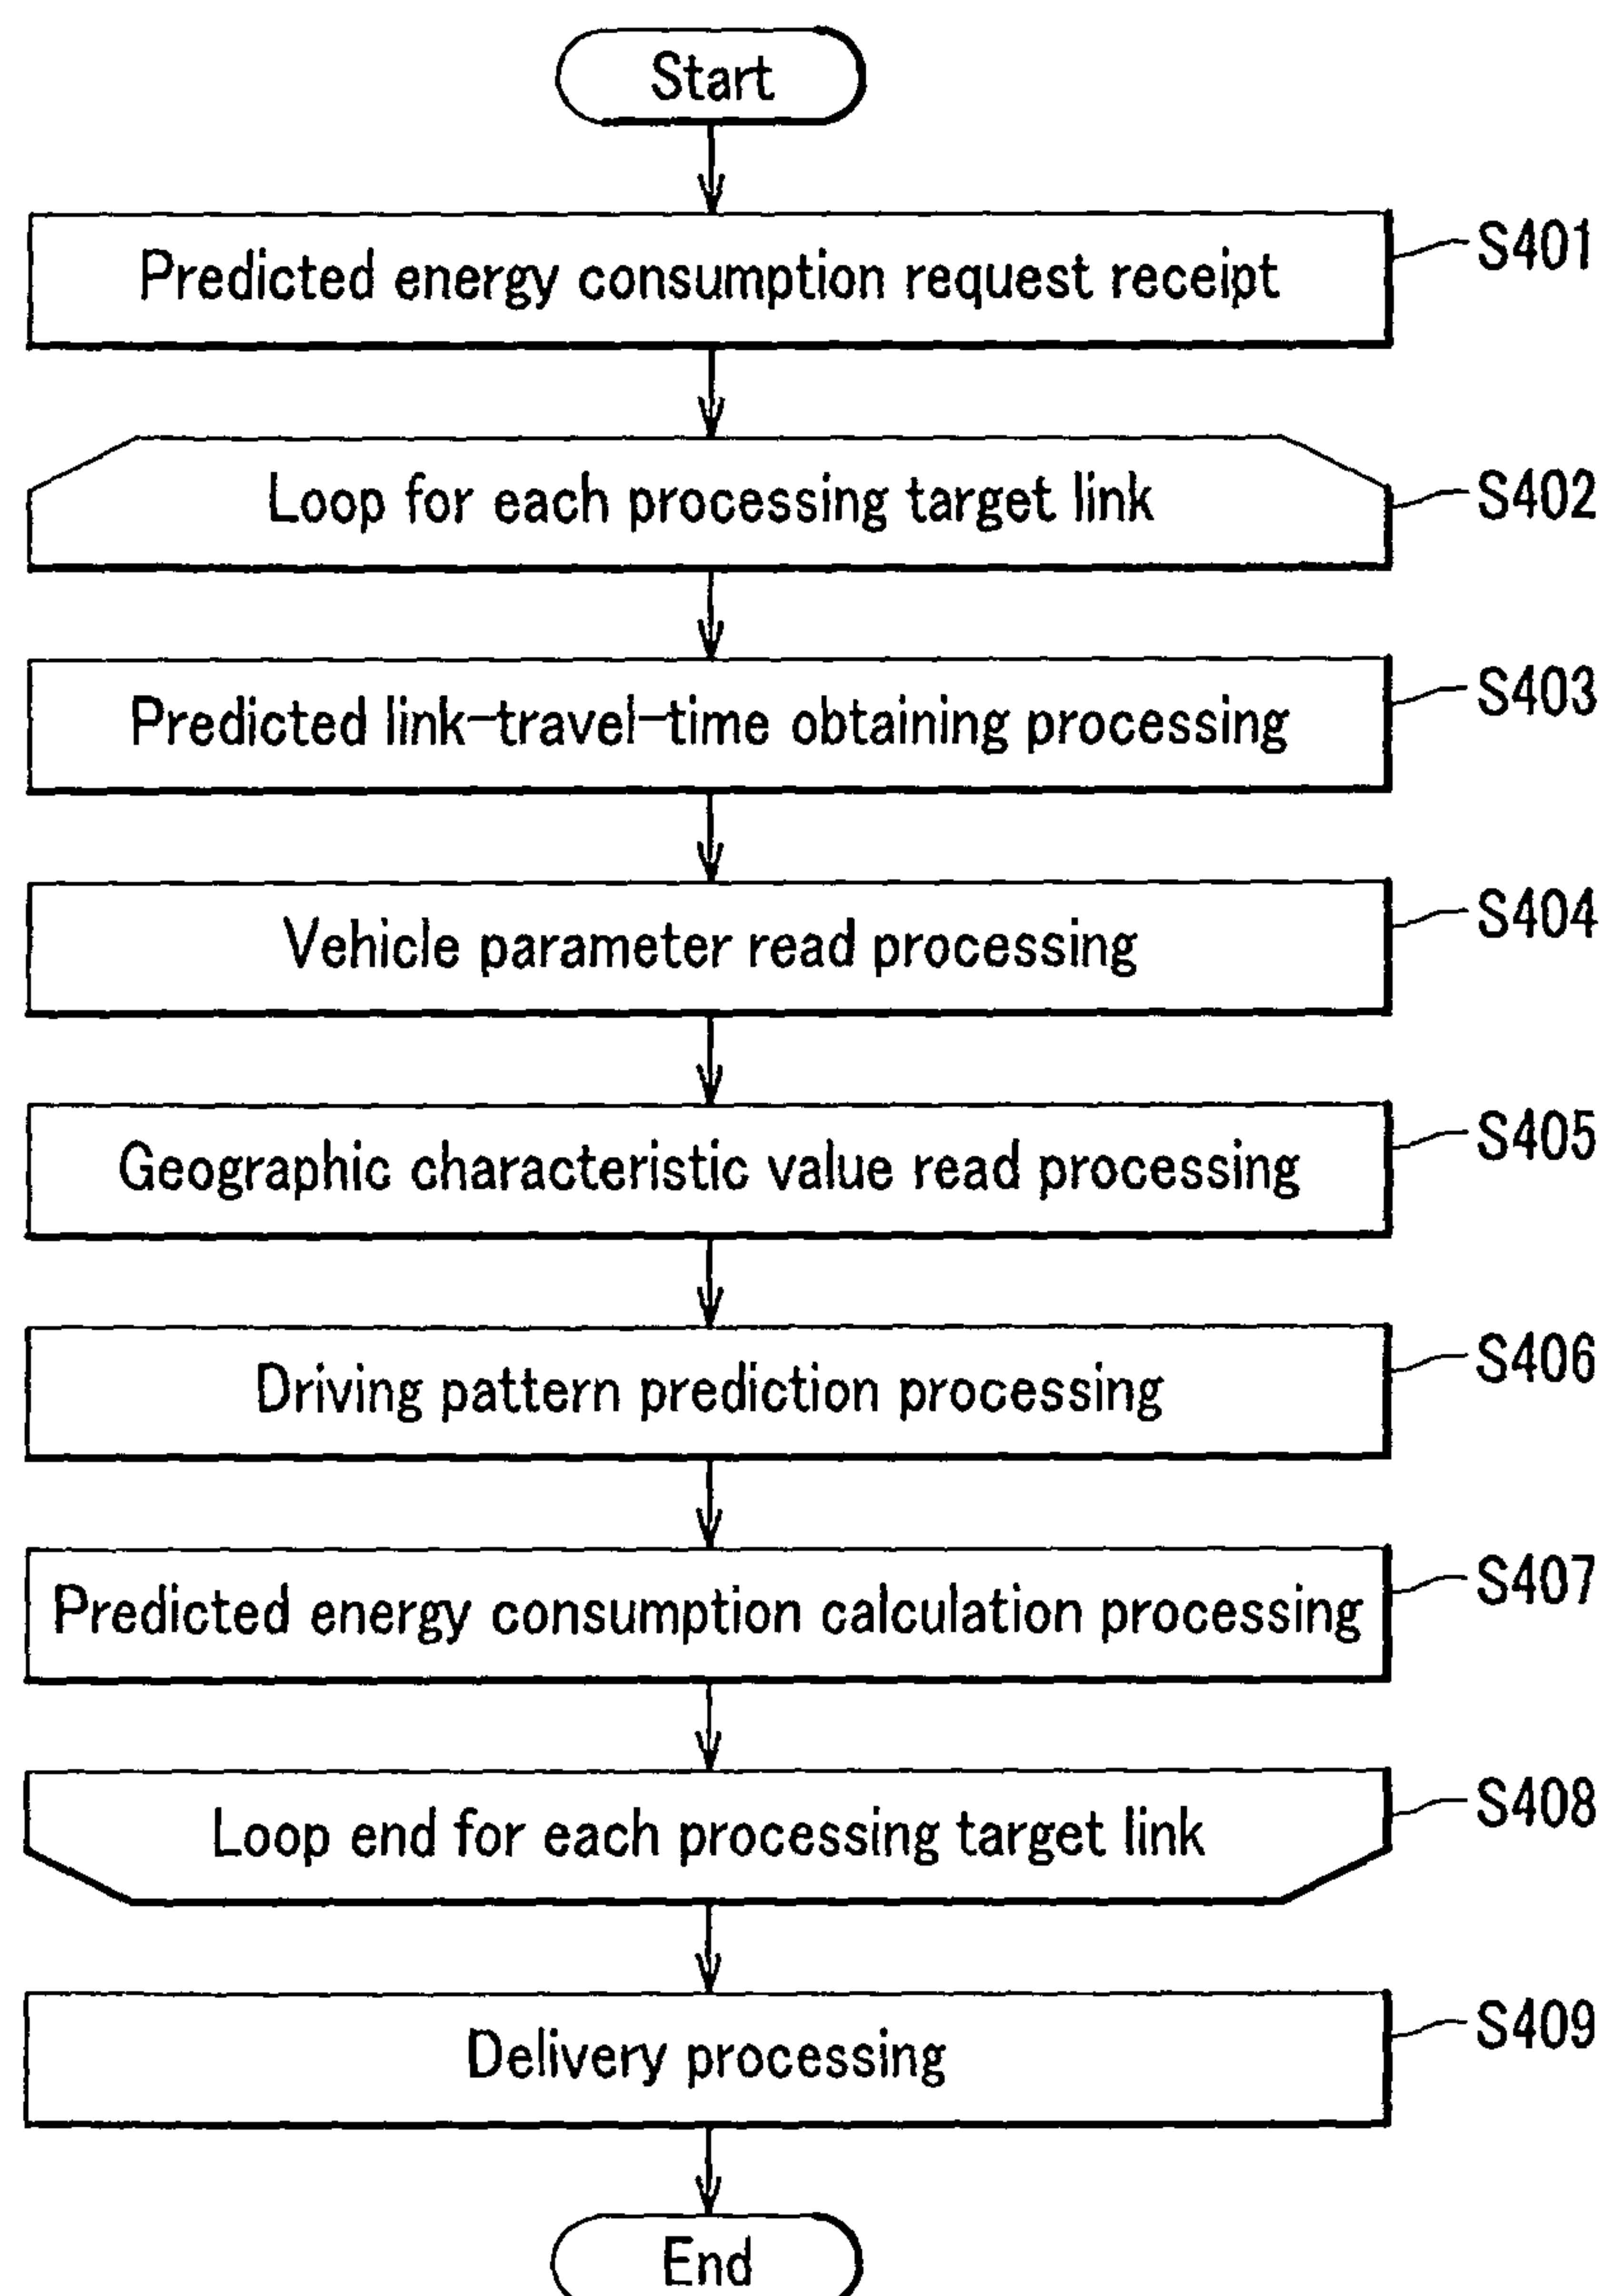 Start
Predicted energy consumption request receipt
S401
Loop for each processing target link
S402
Predicted link-travel-time obtaining processing
S403
Vehicle parameter read processing
S404
Geographic characteristic value read processing
S405
Driving pattern prediction processing
S406
Predicted energy consumption calculation processing
S407
Loop end for each processing target link
S408
Delivery processing
S409
End